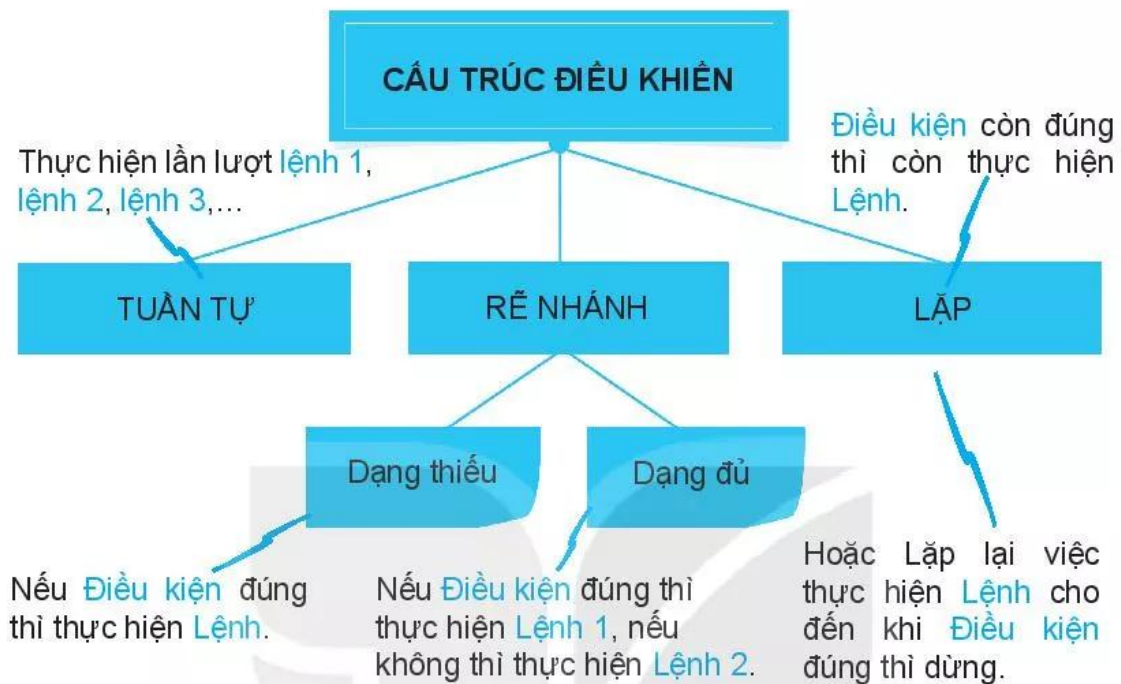 CẤU TRÚC ĐIỀU KHIỂN
Thực hiện lần lượt lệnh 1,
lệnh 2, lệnh 3,...
Điều kiện còn đúng
thì còn thực hiện
Lệnh.
TUẦN TỰ
RẼ NHÁNH
LẶP
Dạng thiếu
Dạng đủ
Nếu Điều kiện đúng
thì thực hiện Lệnh.
Nếu Điều kiện đúng thì
thực hiện Lệnh 1, nếu
không thì thực hiện Lệnh 2.
Hoặc Lặp lại việc
thực hiện Lệnh cho
đến khi Điều kiện
đúng thì dừng.